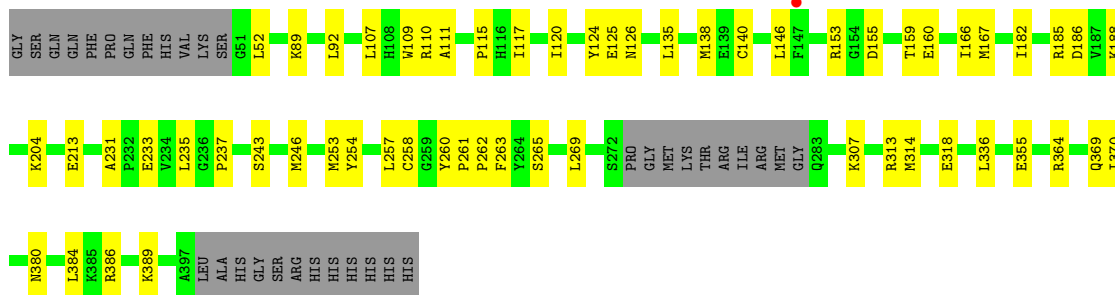 GLY SER GLN GLN PHE PRO GLN PHE HIS VAL LYS SER G51 L52 K89 L92 L107 H108 W109 R110 A111 P115 H116 I117 I120 Y124 E125 N126 L135 M138 E139 C140 L146 F147 R153 G154 D155 T159 E160 I166 M167 I182 R185 D186 V187 K188
K204 E213 A231 P232 E233 V234 L235 G236 P237 S243 M246 M253 Y254 L257 C258 G259 Y260 P261 P262 F263 Y264 S265 L269 S272 PRO GLY MET LYS THR ARG ILE ARG MET GLY Q283 K307 R313 M314 E318 L336 E355 R364 Q369
N380 L384 K385 R386 K389 A397 LEU ALA HIS GLY SER ARG HIS HIS HIS HIS HIS HIS